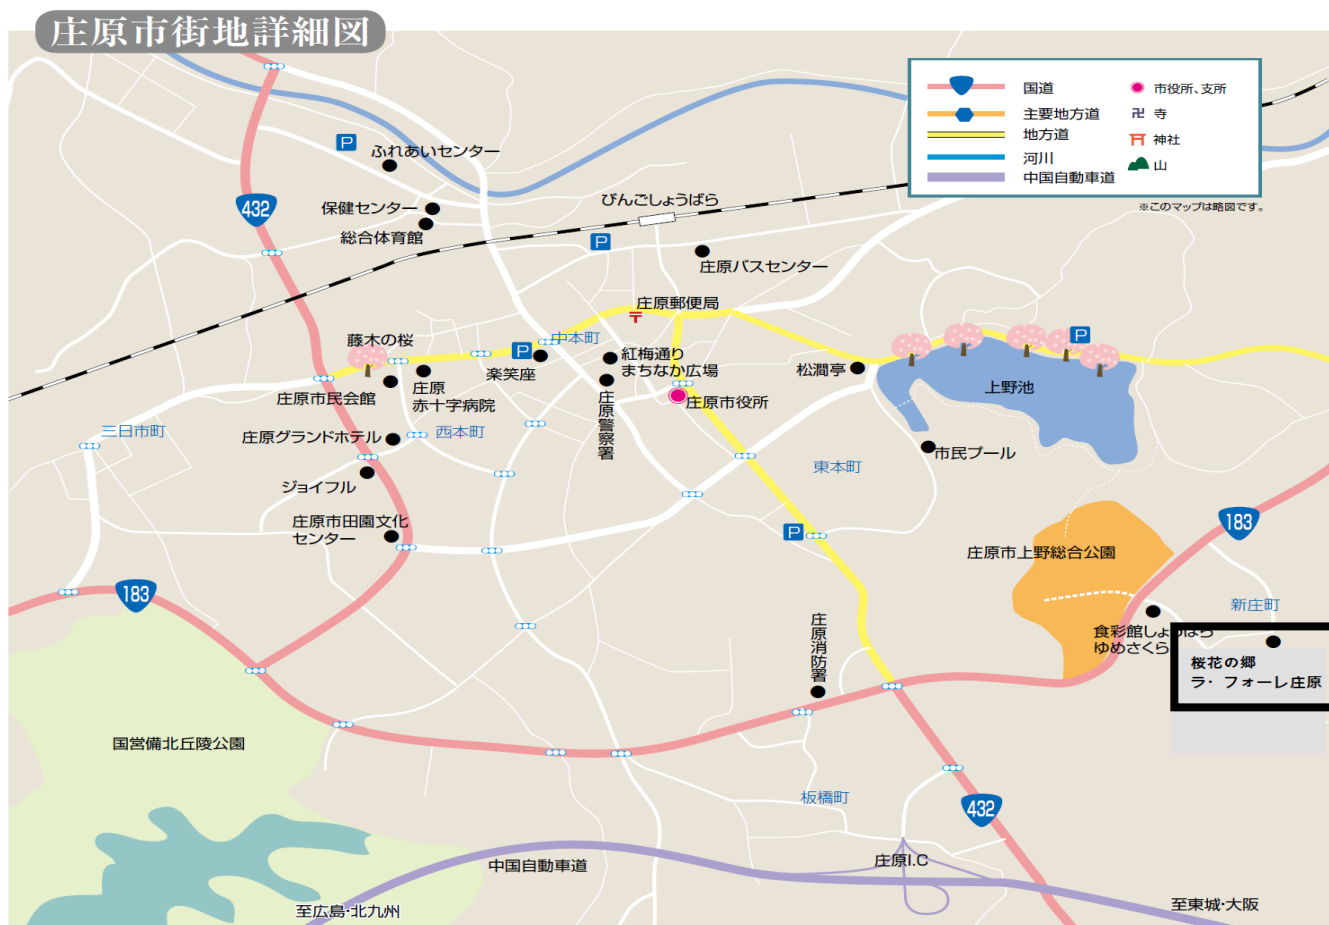 庄原市街地詳細図
国道
主要地方道
地方道
河川
中国自動車道
市役所、支所
卍 寺
神社
山
※このマップは略図です。
P
ふれあいセンター
432
保健センター
総合体育館
びんごしょうばら
P
庄原バスセンター
庄原郵便局
〒
藤木の桜
中本町
P
楽笑座
紅梅通り
まちなか広場
松澗亭
P
上野池
庄原市民会館
庄原
赤十字病院
庄原警察署
庄原市役所
三日市町
庄原グランドホテル
西本町
市民プール
東本町
ジョイフル
庄原市田園文化
センター
P
183
庄原市上野総合公園
183
新庄町
庄原消防署
食彩館しょうばら
ゆめさくら
桜花の郷
ラ・フォーレ庄原
国営備北丘陵公園
板橋町
432
中国自動車道
庄原I.C
至広島・北九州
至東城・大阪